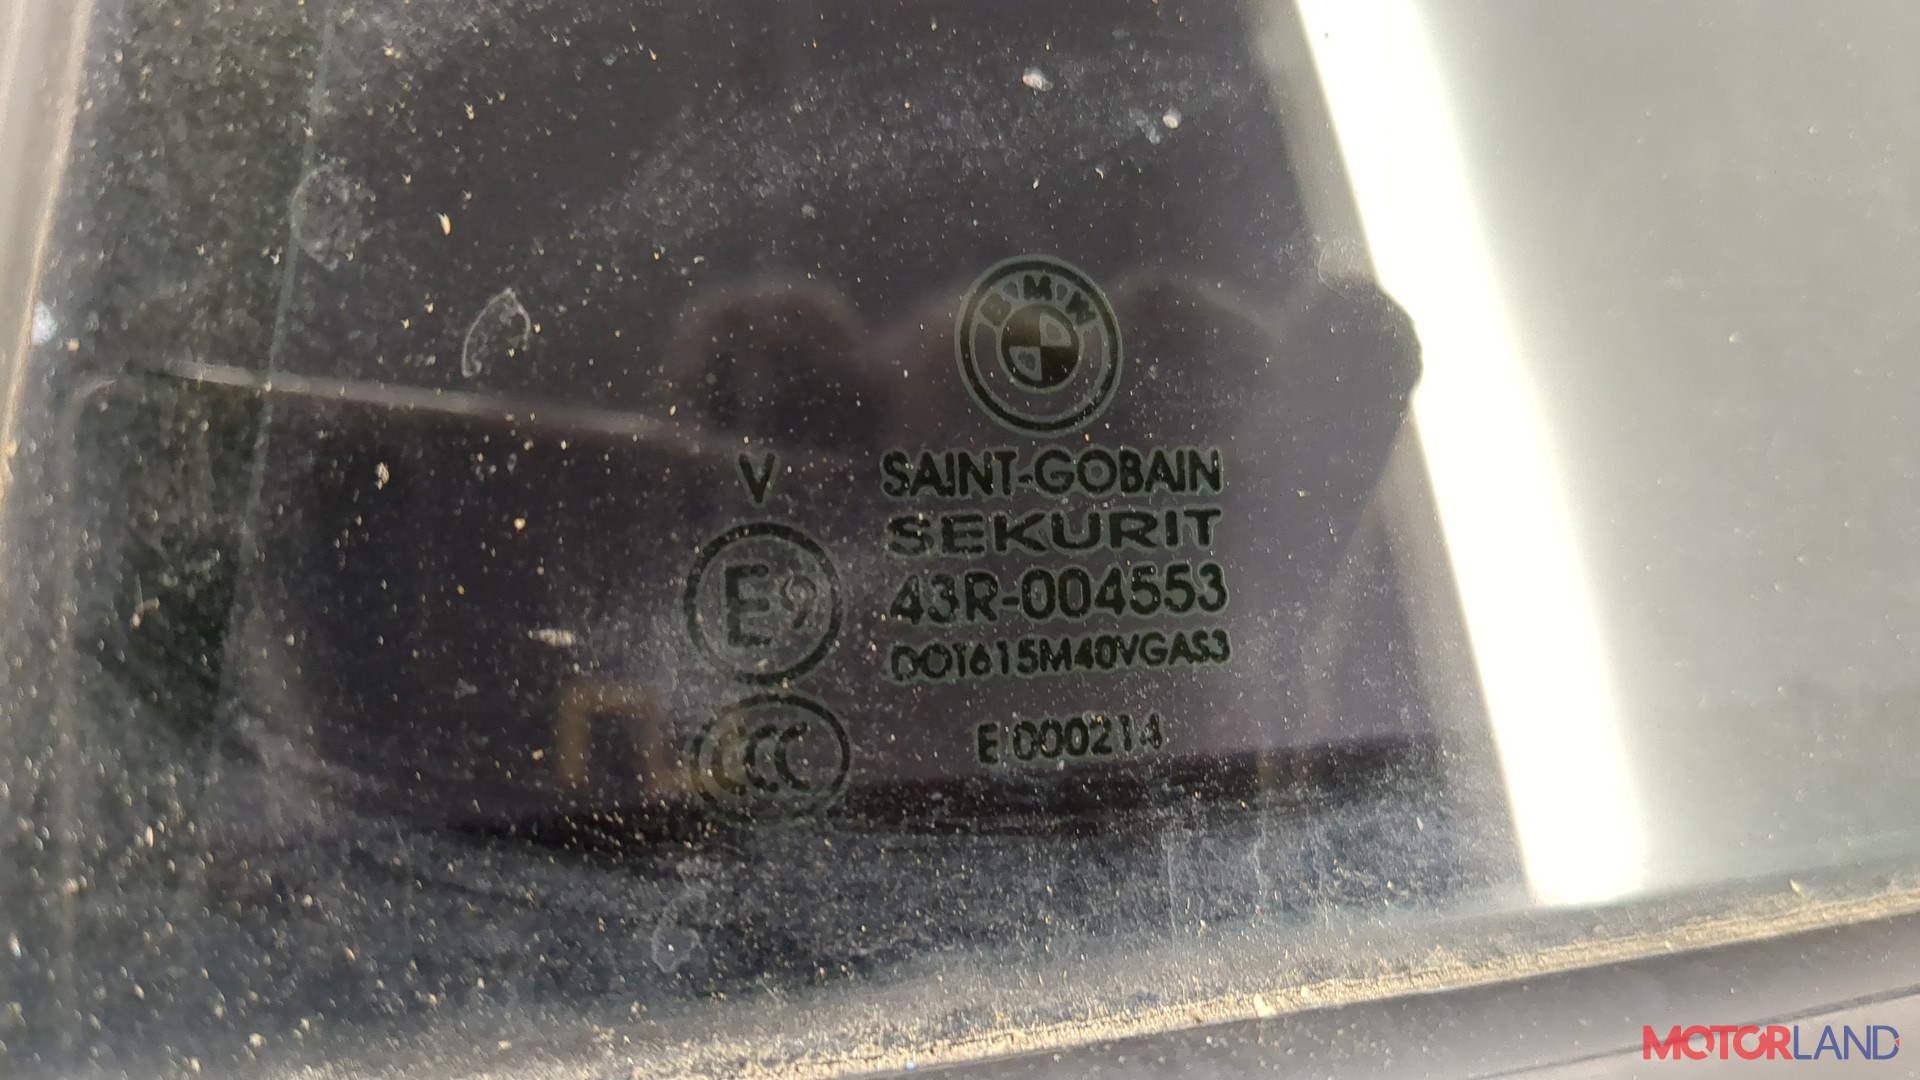 BMW
V
SAINT-GOBAIN
SEKURIT
E9
43R-004553
DOT615M40VGAS3
CCC
E000214
MOTORLAND